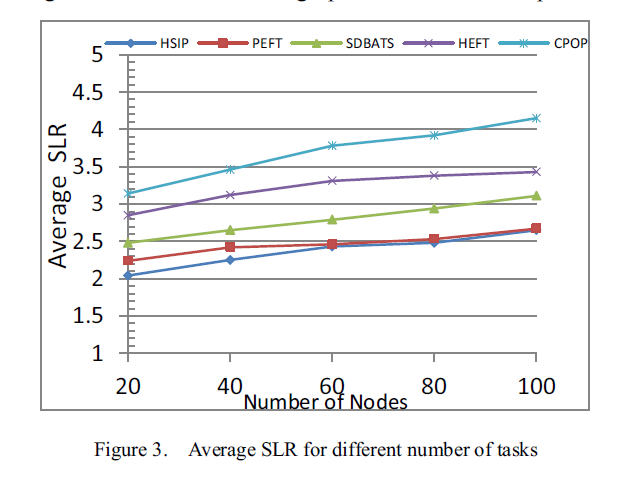 HSIP PEFT SDBATS HEFT CPOP
5
4.5
4
3.5
3
2.5
2
1.5
1
Average SLR
20 40 60 80 100
Number of Nodes
Figure 3. Average SLR for different number of tasks